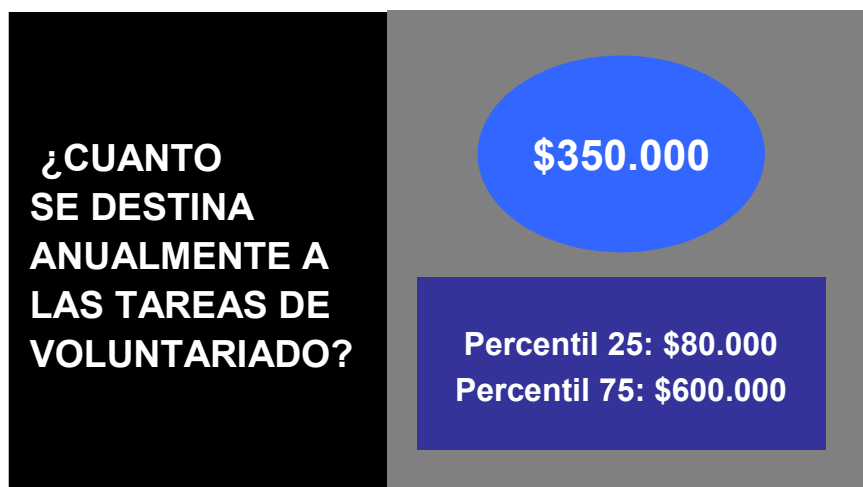 ¿CUANTO
SE DESTINA
ANUALMENTE A
LAS TAREAS DE
VOLUNTARIADO?
$350.000
Percentil 25: $80.000
Percentil 75: $600.000